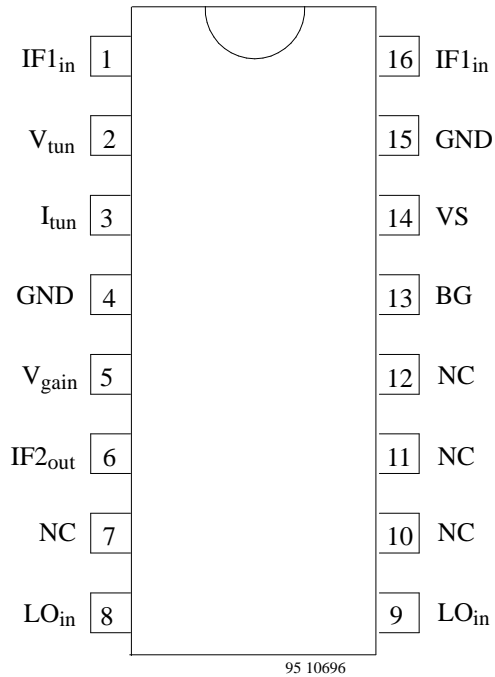 IF1in 1 16 IF1in
Vtun 2 15 GND
Itun 3 14 VS
GND 4 13 BG
Vgain 5 12 NC
IF2out 6 11 NC
NC 7 10 NC
LOin 8 9 LOin
95 10696